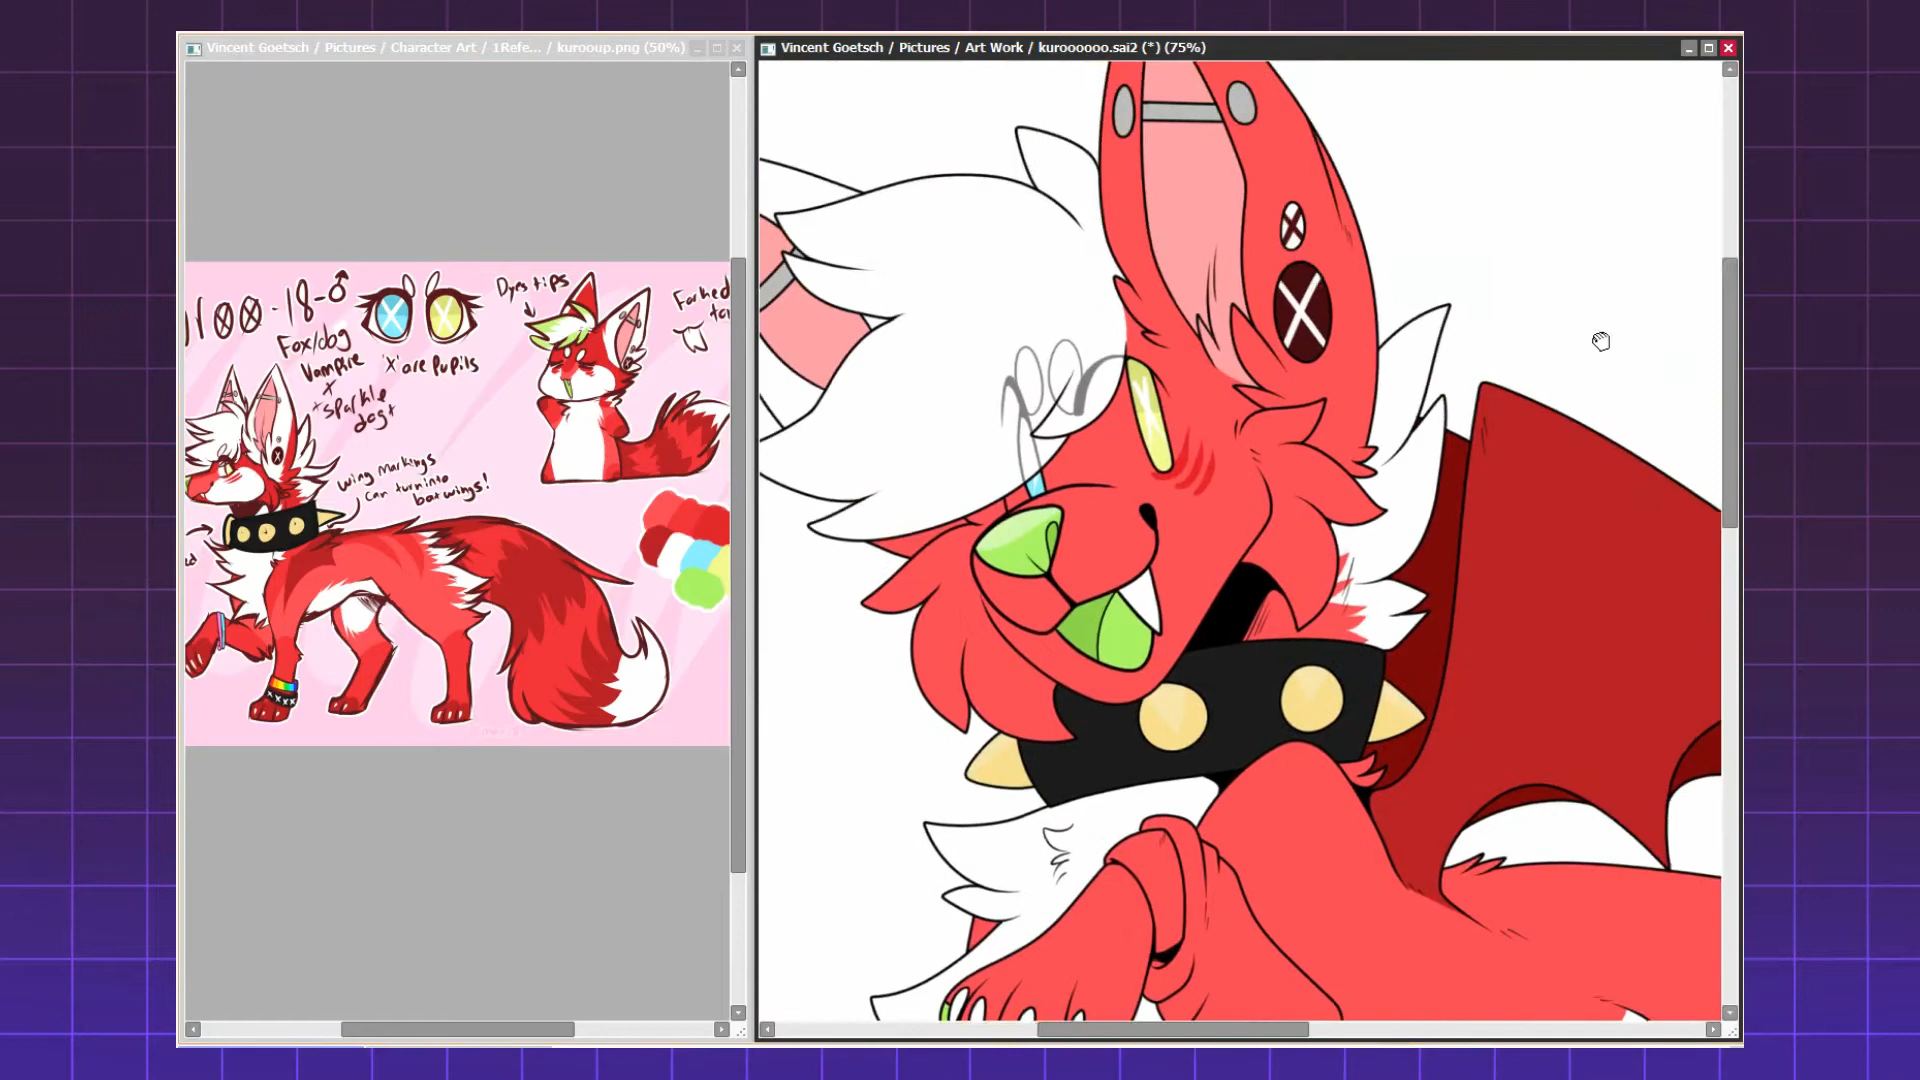 Vincent Goetsch / Pictures / Character Art / 1Refe... / kurooup.png (50%)
Vincent Goetsch / Pictures / Art Work / kuroooooo.sai2 (*) (75%)
-18-♂
Fox/dog
Vampire
x
+sparkle
dog+
'X' are Pupils
Dyes tips
Forked
wing markings
can turn into
bat wings!